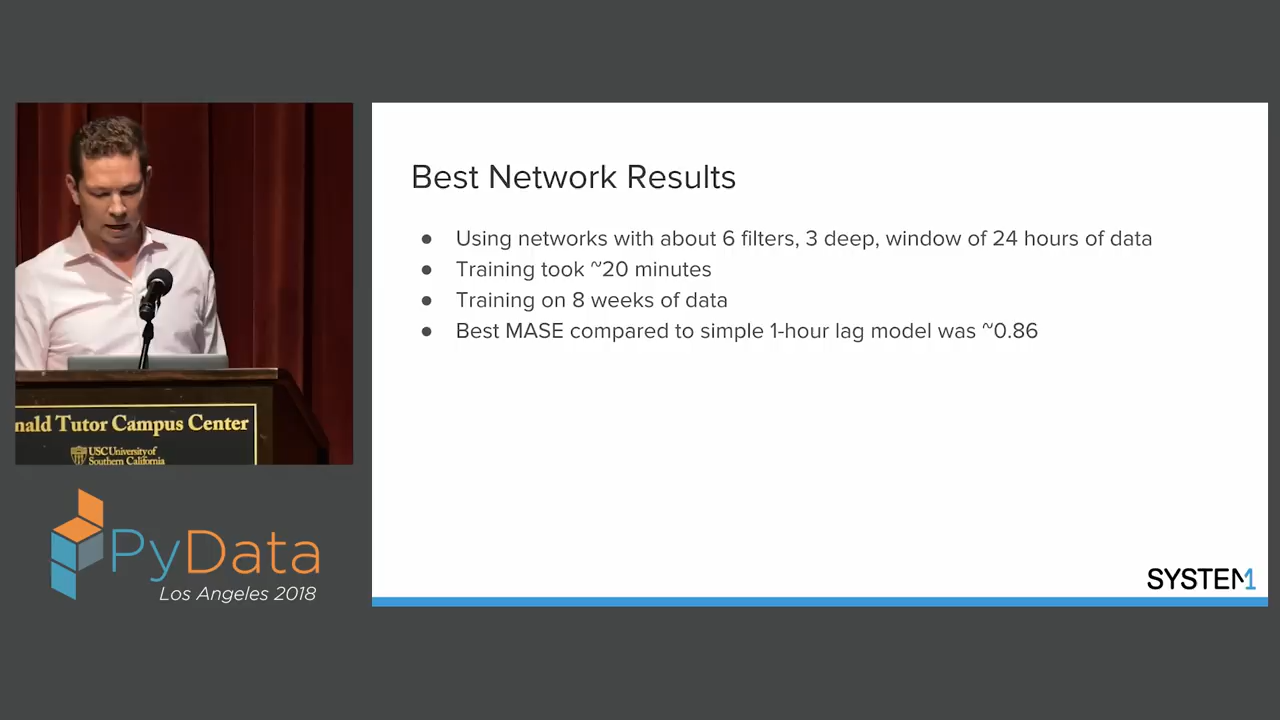 Best Network Results
● Using networks with about 6 filters, 3 deep, window of 24 hours of data
● Training took ~20 minutes
● Training on 8 weeks of data
● Best MASE compared to simple 1-hour lag model was ~0.86
nald Tutor Campus Center
USC University of
Southern California
PyData
Los Angeles 2018
SYSTEM1